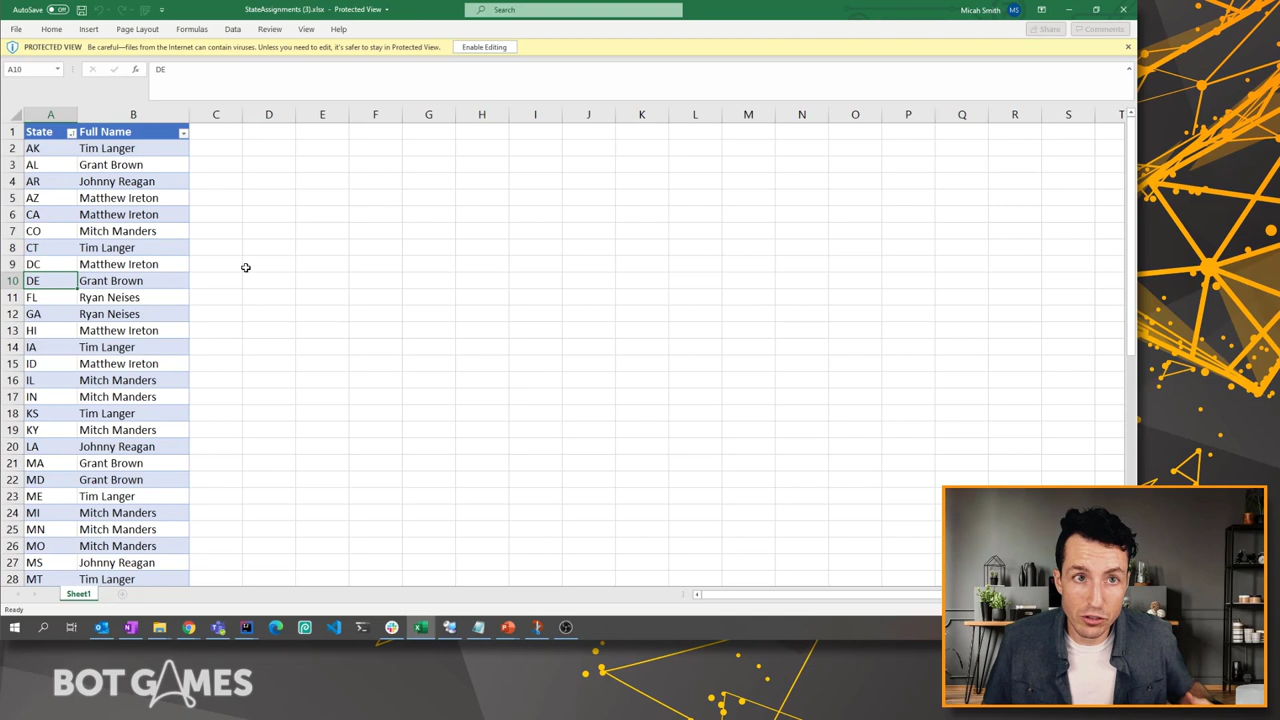 AutoSave Off StateAssignments (3).xlsx - Protected View Search Micah Smith MS
File Home Insert Page Layout Formulas Data Review View Help Share Comments
PROTECTED VIEW Be careful—files from the Internet can contain viruses. Unless you need to edit, it's safer to stay in Protected View. Enable Editing
A10 fx DE
A B C D E F G H I J K L M N O P Q R S T
1 State Full Name
2 AK Tim Langer
3 AL Grant Brown
4 AR Johnny Reagan
5 AZ Matthew Ireton
6 CA Matthew Ireton
7 CO Mitch Manders
8 CT Tim Langer
9 DC Matthew Ireton
10 DE Grant Brown
11 FL Ryan Neises
12 GA Ryan Neises
13 HI Matthew Ireton
14 IA Tim Langer
15 ID Matthew Ireton
16 IL Mitch Manders
17 IN Mitch Manders
18 KS Tim Langer
19 KY Mitch Manders
20 LA Johnny Reagan
21 MA Grant Brown
22 MD Grant Brown
23 ME Tim Langer
24 MI Mitch Manders
25 MN Mitch Manders
26 MO Mitch Manders
27 MS Johnny Reagan
28 MT Tim Langer
Sheet1
Ready
BOT GAMES